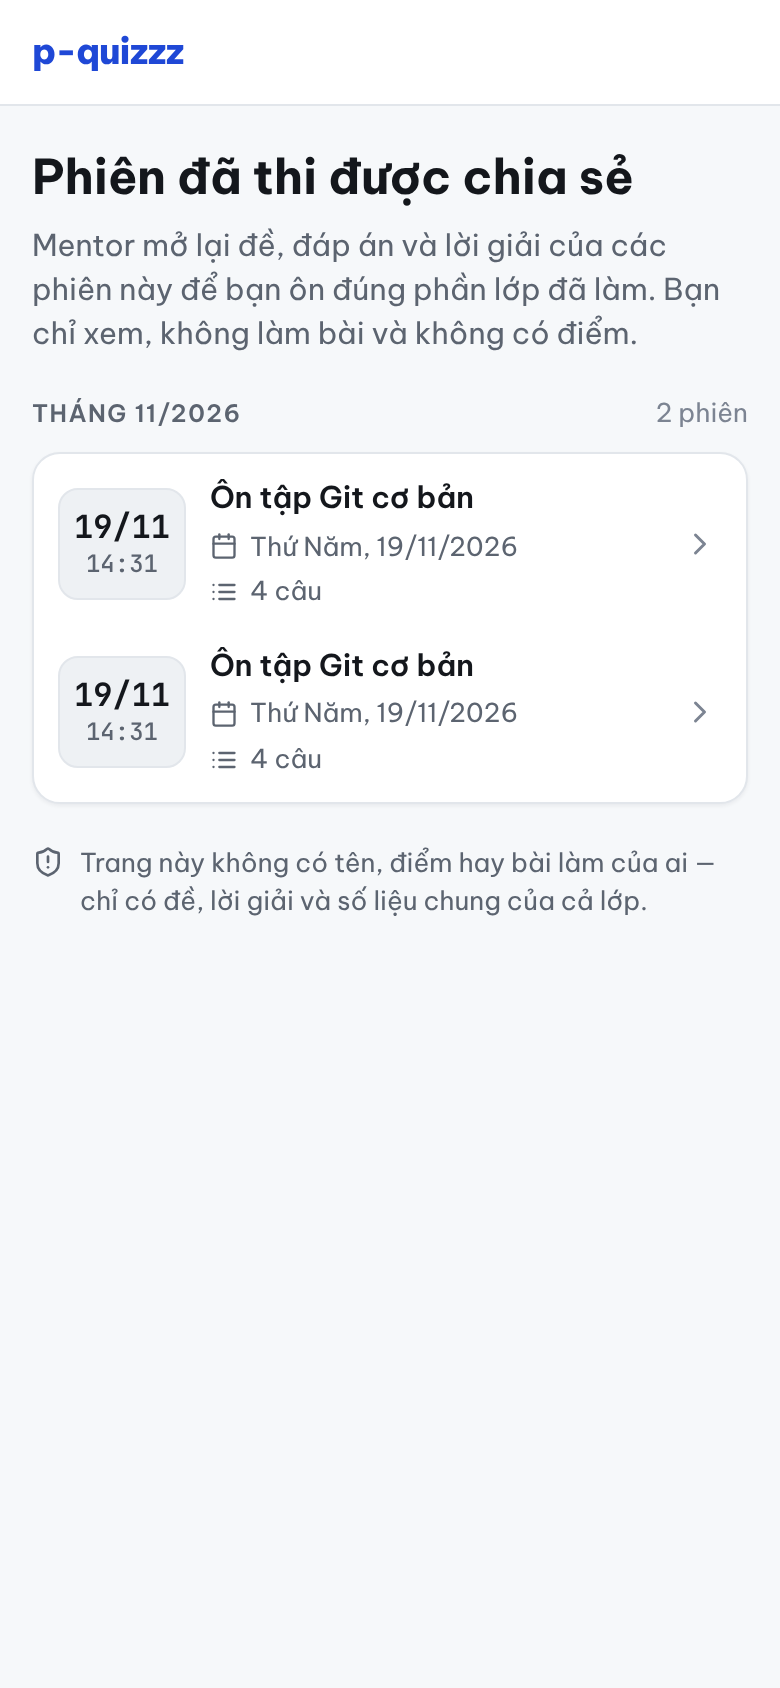 p-quizzz
Phiên đã thi được chia sẻ
Mentor mở lại đề, đáp án và lời giải của các
phiên này để bạn ôn đúng phần lớp đã làm. Bạn
chỉ xem, không làm bài và không có điểm.
THÁNG 11/2026 2 phiên
19/11
14:31
Ôn tập Git cơ bản
Thứ Năm, 19/11/2026
4 câu
19/11
14:31
Ôn tập Git cơ bản
Thứ Năm, 19/11/2026
4 câu
Trang này không có tên, điểm hay bài làm của ai —
chỉ có đề, lời giải và số liệu chung của cả lớp.